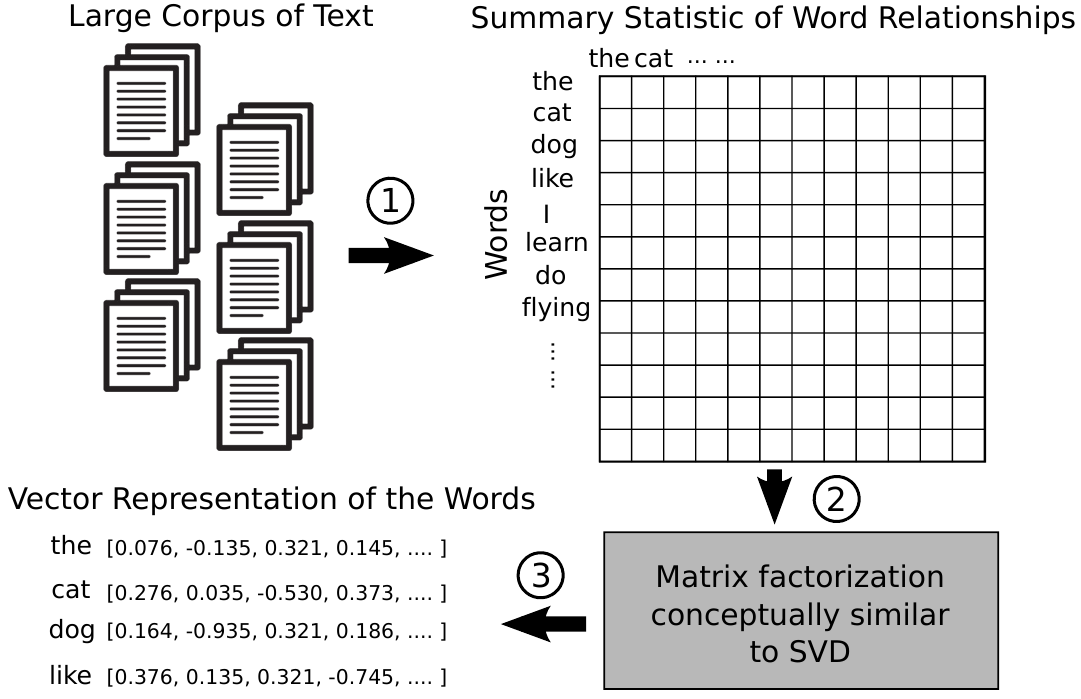 Large Corpus of Text
Summary Statistic of Word Relationships
the cat ... ...
the
cat
dog
like
I
learn
do
flying
... ...
Words
1
2
Matrix factorization
conceptually similar
to SVD
3
Vector Representation of the Words
the [0.076, -0.135, 0.321, 0.145, .... ]
cat [0.276, 0.035, -0.530, 0.373, .... ]
dog [0.164, -0.935, 0.321, 0.186, .... ]
like [0.376, 0.135, 0.321, -0.745, .... ]